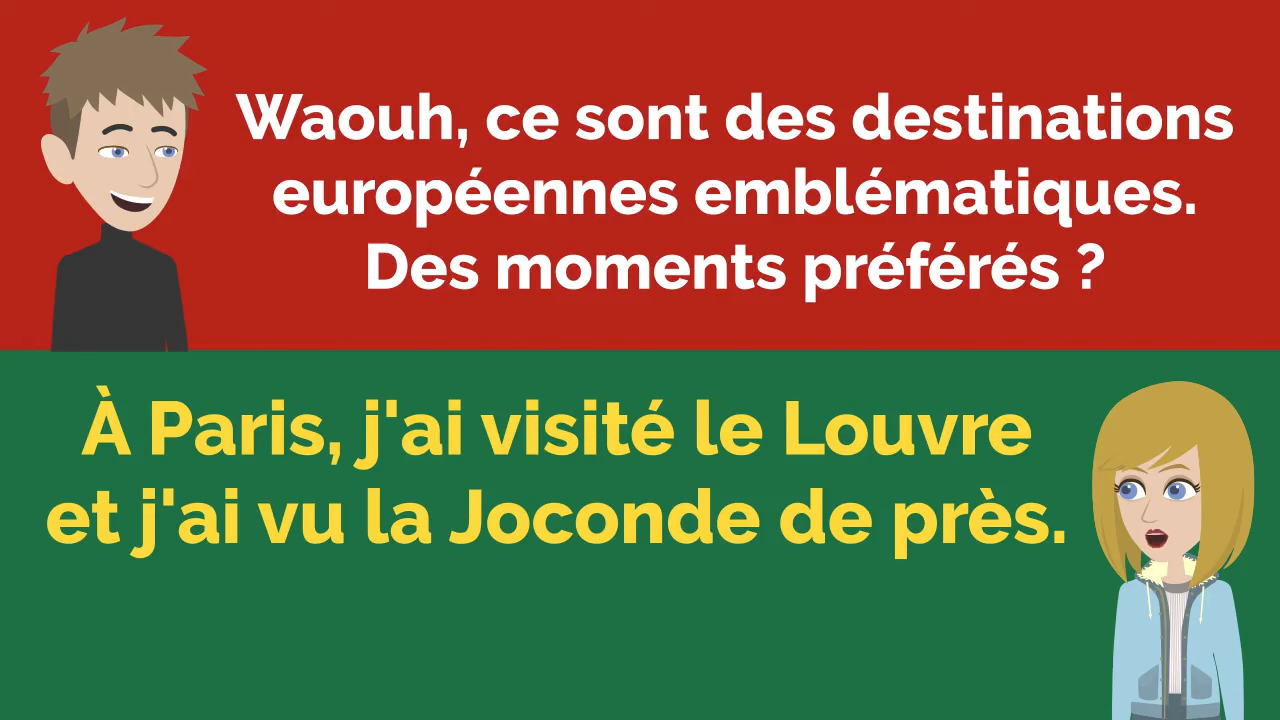 Waouh, ce sont des destinations
européennes emblématiques.
Des moments préférés ?
À Paris, j'ai visité le Louvre
et j'ai vu la Joconde de près.